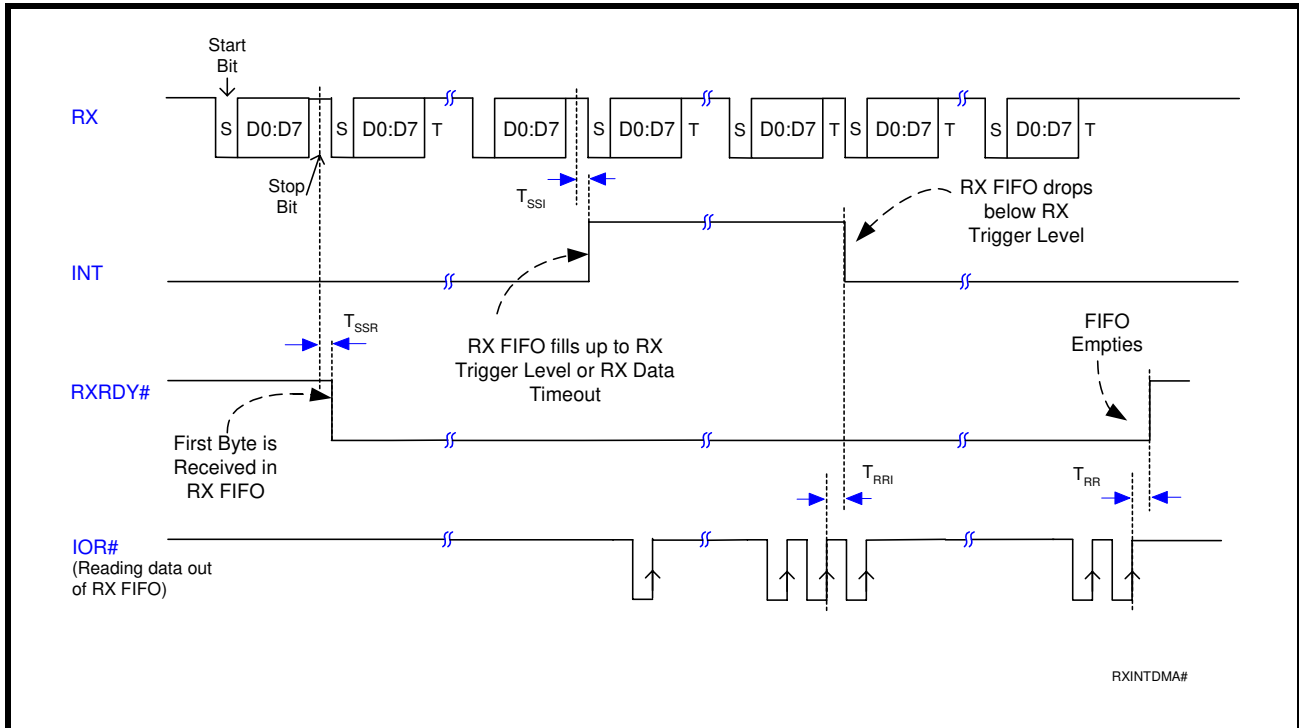 Start
Bit
RX
S D0:D7 S D0:D7 T D0:D7 S D0:D7 T S D0:D7 T S D0:D7 T S D0:D7 T
Stop
Bit
TSSI
RX FIFO drops
below RX
Trigger Level
INT
TSSR
RX FIFO fills up to RX
Trigger Level or RX Data
Timeout
FIFO
Empties
RXRDY#
First Byte is
Received in
RX FIFO
TRRI
TRR
IOR#
(Reading data out
of RX FIFO)
RXINTDMA#